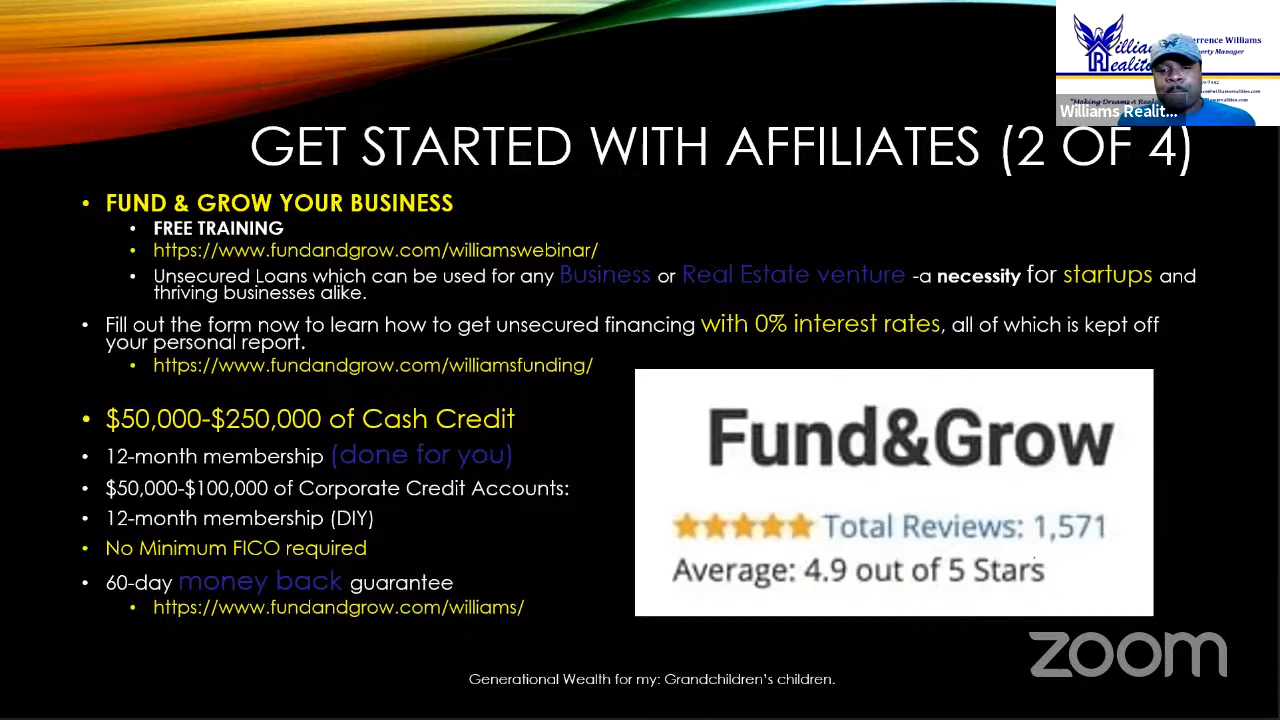 Williams Realit...
GET STARTED WITH AFFILIATES (2 OF 4)
• FUND & GROW YOUR BUSINESS
• FREE TRAINING
• https://www.fundandgrow.com/williamswebinar/
• Unsecured Loans which can be used for any Business or Real Estate venture -a necessity for startups and
thriving businesses alike.
• Fill out the form now to learn how to get unsecured financing with 0% interest rates, all of which is kept off
your personal report.
• https://www.fundandgrow.com/williamsfunding/
• $50,000-$250,000 of Cash Credit
• 12-month membership (done for you)
• $50,000-$100,000 of Corporate Credit Accounts:
• 12-month membership (DIY)
• No Minimum FICO required
• 60-day money back guarantee
• https://www.fundandgrow.com/williams/
Fund&Grow
Total Reviews: 1,571
Average: 4.9 out of 5 Stars
zoom
Generational Wealth for my: Grandchildren's children.